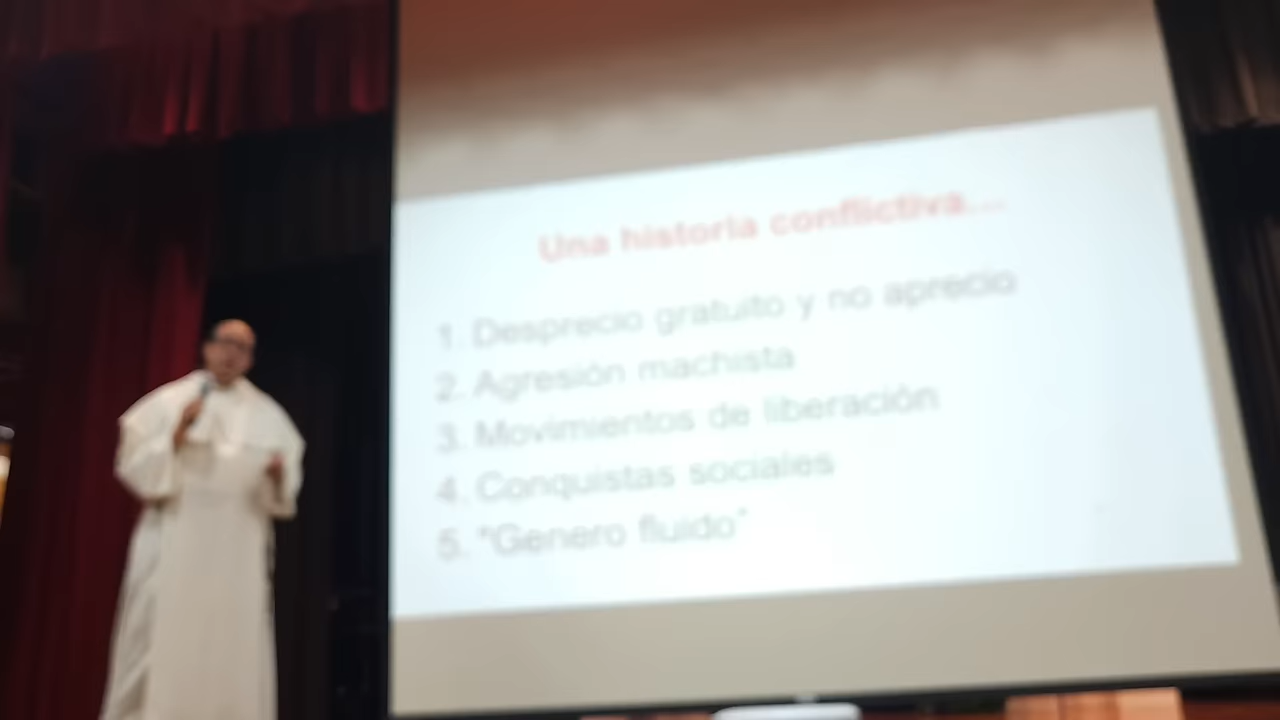 Una historia conflictiva...
1. Desprecio gratuito y no aprecio
2. Agresión machista
3. Movimientos de liberación
4. Conquistas sociales
5. "Genero fluido"